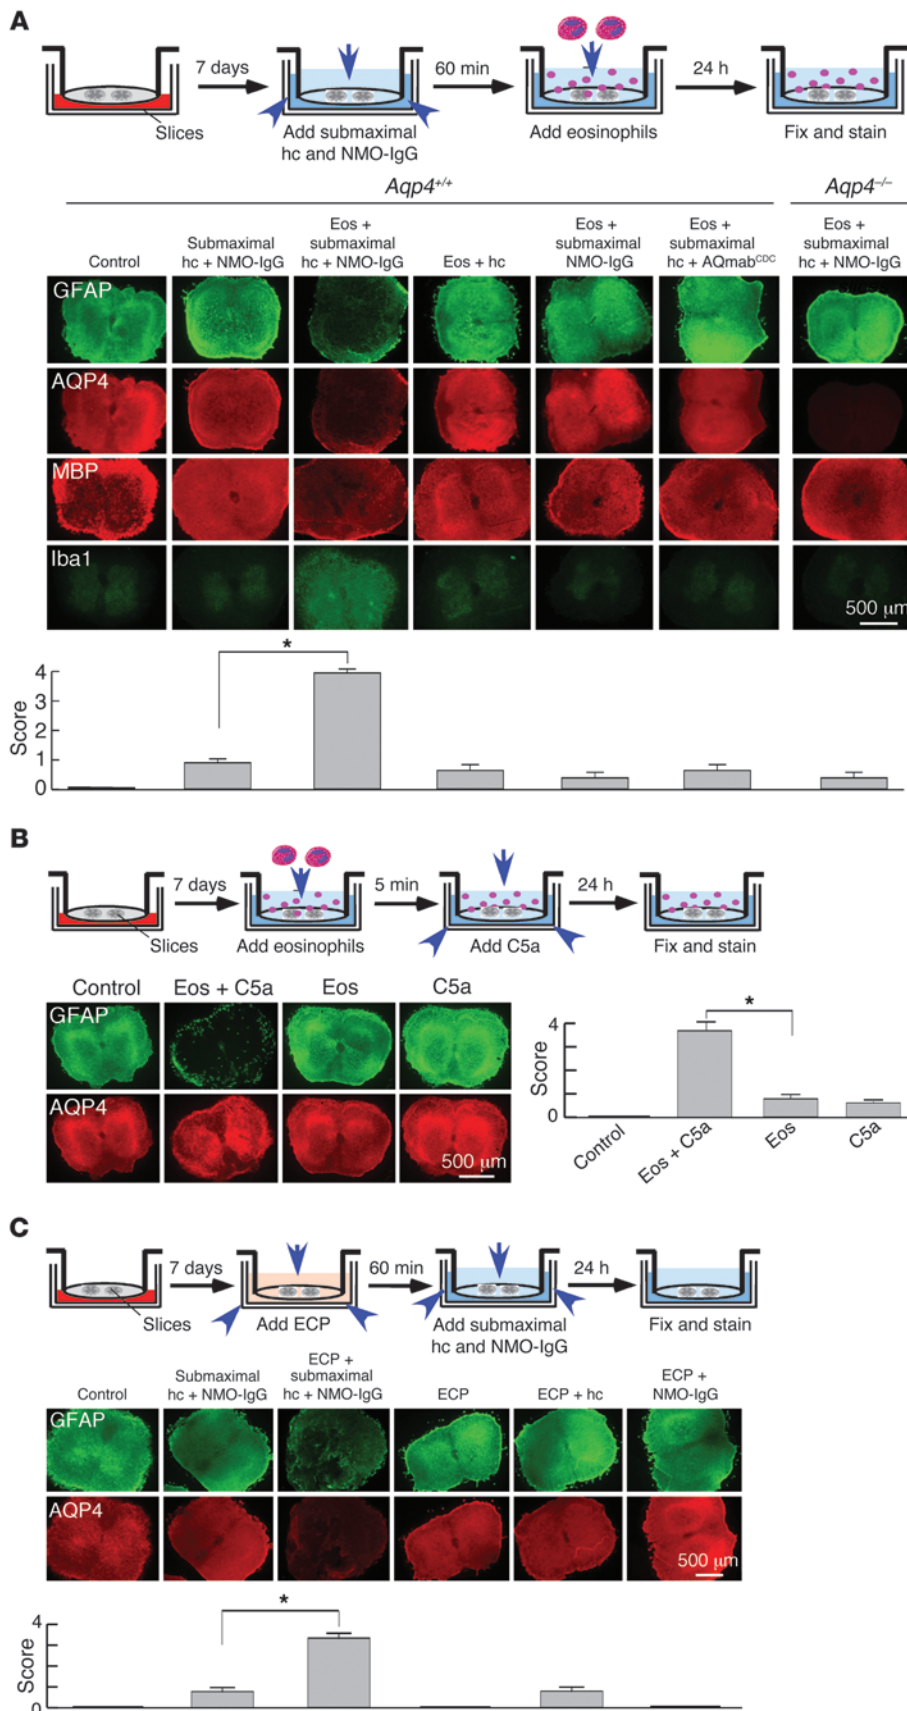 A
7 days
60 min
24 h
Slices
Add submaximal
hc and NMO-IgG
Add eosinophils
Fix and stain
Aqp4+/+
Aqp4–/–
Control
Submaximal
hc + NMO-IgG
Eos +
submaximal
hc + NMO-IgG
Eos + hc
Eos +
submaximal
NMO-IgG
Eos +
submaximal
hc + AQmabCDC
Eos +
submaximal
hc + NMO-IgG
GFAP
AQP4
MBP
Iba1
500 μm
*
Score
4
3
2
1
0
B
7 days
5 min
24 h
Slices
Add eosinophils
Add C5a
Fix and stain
Control
Eos + C5a
Eos
C5a
GFAP
AQP4
500 μm
*
Score
4
0
Control
Eos + C5a
Eos
C5a
C
7 days
60 min
24 h
Slices
Add ECP
Add submaximal
hc and NMO-IgG
Fix and stain
Control
Submaximal
hc + NMO-IgG
ECP +
submaximal
hc + NMO-IgG
ECP
ECP + hc
ECP +
NMO-IgG
GFAP
AQP4
500 μm
*
Score
4
0